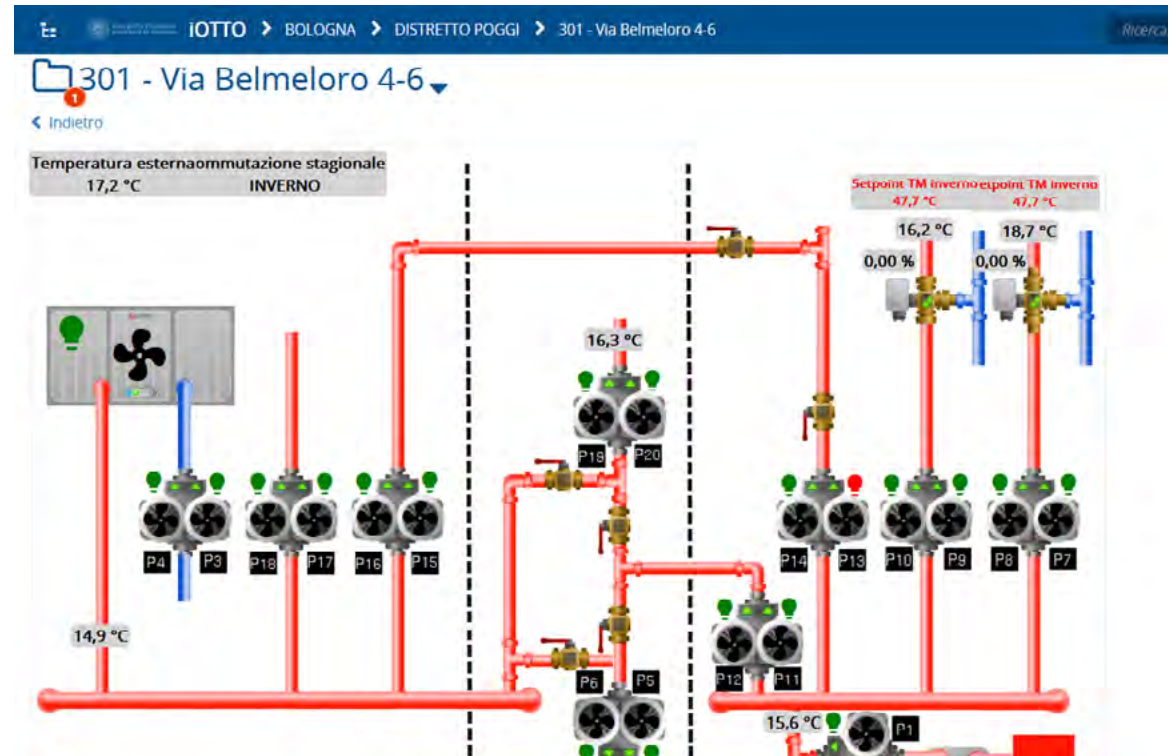 iOTTO > BOLOGNA > DISTRETTO POGGI > 301 - Via Belmeloro 4-6
Ricerca
301 - Via Belmeloro 4-6
1
Indietro
Temperatura esternaommutazione stagionale
17,2 °C INVERNO
Setpoint TM invernoetpoint TM inverno
47,7 °C 47,7 °C
16,2 °C 18,7 °C
0,00 % 0,00 %
16,3 °C
P19 P20
P4 P3 P18 P17 P16 P15 P14 P13 P10 P9 P8 P7
14,9 °C
P6 P5 P12 P11
15,6 °C P1